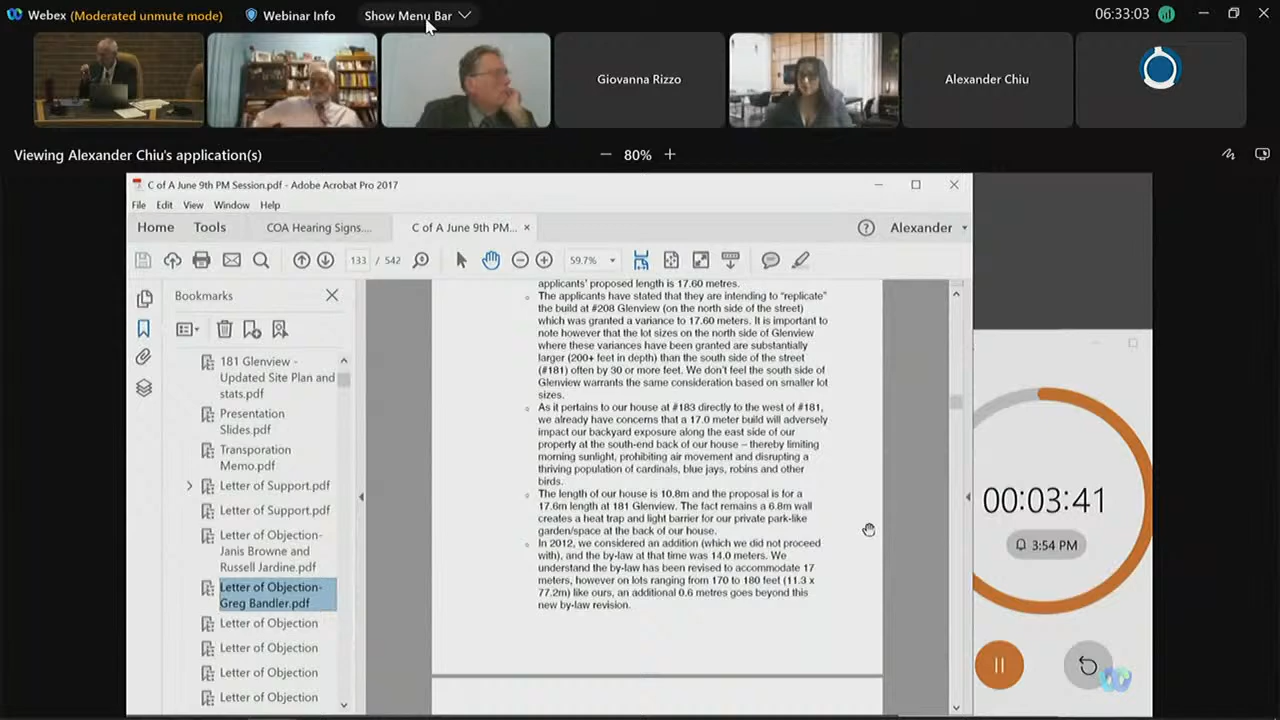 Webex (Moderated unmute mode) Webinar Info Show Menu Bar 06:33:03
Giovanna Rizzo
Alexander Chiu
Viewing Alexander Chiu's application(s) 80%
C of A June 9th PM Session.pdf - Adobe Acrobat Pro 2017
File Edit View Window Help
Home Tools COA Hearing Signs.... C of A June 9th PM... × Alexander
133 / 542 59.7%
Bookmarks
181 Glenview -
Updated Site Plan and
stats.pdf
Presentation
Slides.pdf
Transporation
Memo.pdf
Letter of Support.pdf
Letter of Support.pdf
Letter of Objection-
Janis Browne and
Russell Jardine.pdf
Letter of Objection-
Greg Bandler.pdf
Letter of Objection
Letter of Objection
Letter of Objection
Letter of Objection
applicants' proposed length is 17.60 metres.
The applicants have stated that they are intending to "replicate"
the build at #208 Glenview (on the north side of the street)
which was granted a variance to 17.60 meters. It is important to
note however that the lot sizes on the north side of Glenview
where these variances have been granted are substantially
larger (200+ feet in depth) than the south side of the street
(#181) often by 30 or more feet. We don't feel the south side of
Glenview warrants the same consideration based on smaller lot
sizes.
As it pertains to our house at #183 directly to the west of #181,
we already have concerns that a 17.0 meter build will adversely
impact our backyard exposure along the east side of our
property at the south-end back of our house – thereby limiting
morning sunlight, prohibiting air movement and disrupting a
thriving population of cardinals, blue jays, robins and other
birds.
The length of our house is 10.8m and the proposal is for a
17.6m length at 181 Glenview. The fact remains a 6.8m wall
creates a heat trap and light barrier for our private park-like
garden/space at the back of our house.
In 2012, we considered an addition (which we did not proceed
with), and the by-law at that time was 14.0 meters. We
understand the by-law has been revised to accommodate 17
meters, however on lots ranging from 170 to 180 feet (11.3 x
77.2m) like ours, an additional 0.6 metres goes beyond this
new by-law revision.
00:03:41
3:54 PM